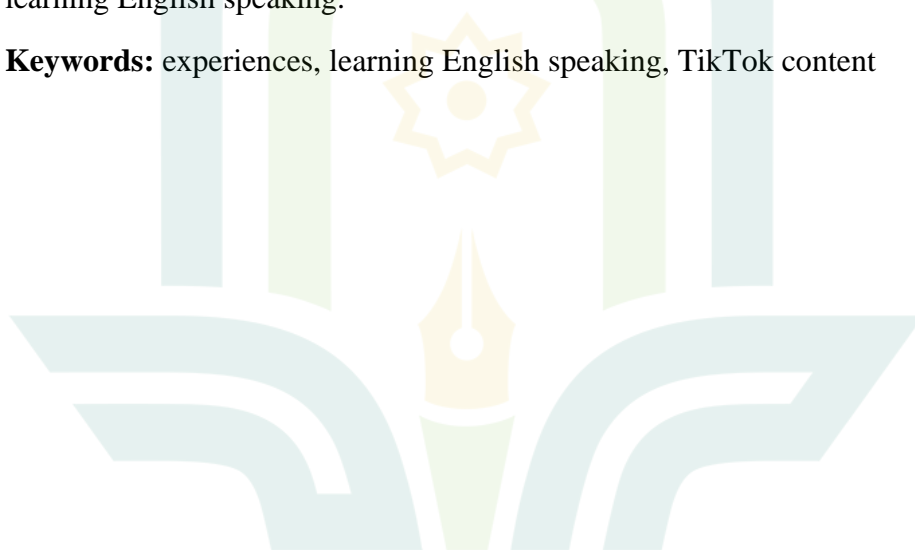 learning English speaking.
Keywords: experiences, learning English speaking, TikTok content